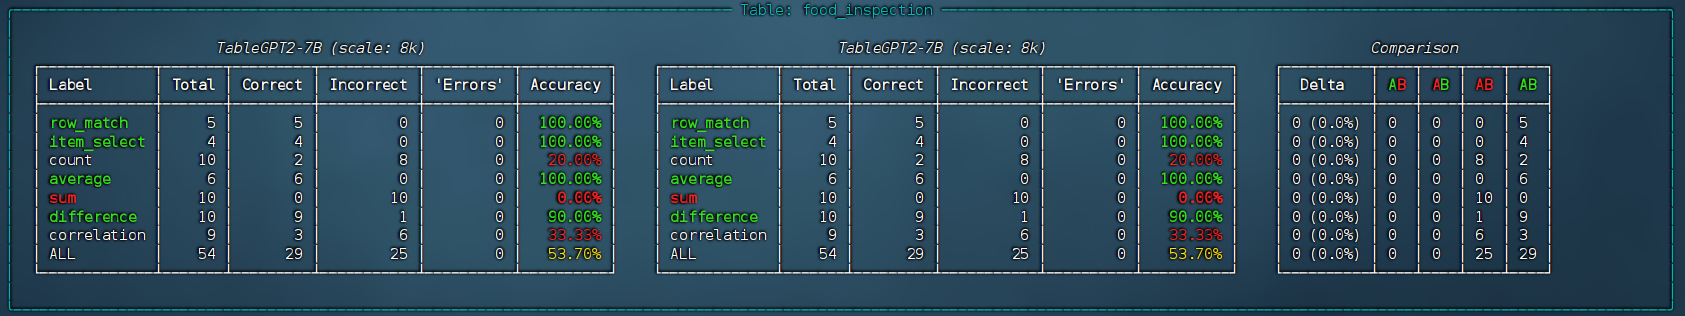 Table: food_inspection
TableGPT2-7B (scale: 8k) TableGPT2-7B (scale: 8k) Comparison
Label Total Correct Incorrect 'Errors' Accuracy Label Total Correct Incorrect 'Errors' Accuracy Delta AB AB AB AB
row_match 5 5 0 0 100.00% row_match 5 5 0 0 100.00% 0 (0.0%) 0 0 0 5
item_select 4 4 0 0 100.00% item_select 4 4 0 0 100.00% 0 (0.0%) 0 0 0 4
count 10 2 8 0 20.00% count 10 2 8 0 20.00% 0 (0.0%) 0 0 8 2
average 6 6 0 0 100.00% average 6 6 0 0 100.00% 0 (0.0%) 0 0 0 6
sum 10 0 10 0 0.00% sum 10 0 10 0 0.00% 0 (0.0%) 0 0 10 0
difference 10 9 1 0 90.00% difference 10 9 1 0 90.00% 0 (0.0%) 0 0 1 9
correlation 9 3 6 0 33.33% correlation 9 3 6 0 33.33% 0 (0.0%) 0 0 6 3
ALL 54 29 25 0 53.70% ALL 54 29 25 0 53.70% 0 (0.0%) 0 0 25 29